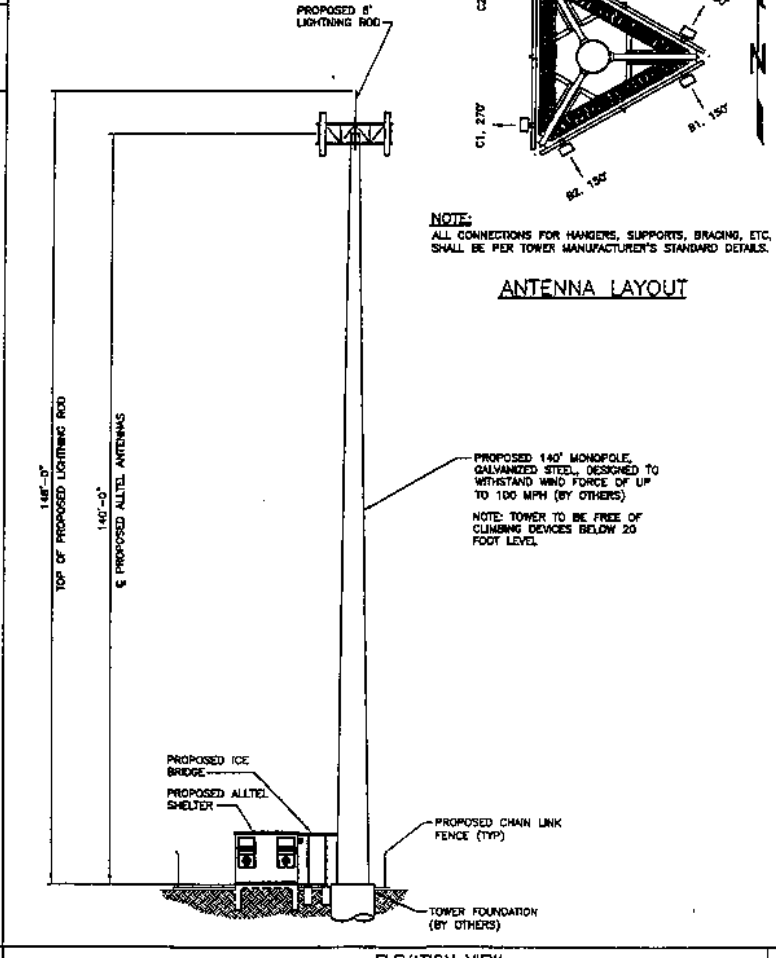 PROPOSED 8'
LIGHTNING ROD
C1, 270°
B1, 150°
B2, 150°
NOTE:
ALL CONNECTIONS FOR HANGERS, SUPPORTS, BRACING, ETC,
SHALL BE PER TOWER MANUFACTURER'S STANDARD DETAILS.
ANTENNA LAYOUT
148'-0"
TOP OF PROPOSED LIGHTNING ROD
140'-0"
℄ PROPOSED ALLTEL ANTENNAS
PROPOSED 140' MONOPOLE,
GALVANIZED STEEL, DESIGNED TO
WITHSTAND WIND FORCE OF UP
TO 100 MPH (BY OTHERS)
NOTE: TOWER TO BE FREE OF
CLIMBING DEVICES BELOW 20
FOOT LEVEL
PROPOSED ICE
BRIDGE
PROPOSED ALLTEL
SHELTER
PROPOSED CHAIN LINK
FENCE (TYP)
TOWER FOUNDATION
(BY OTHERS)
ELEVATION VIEW